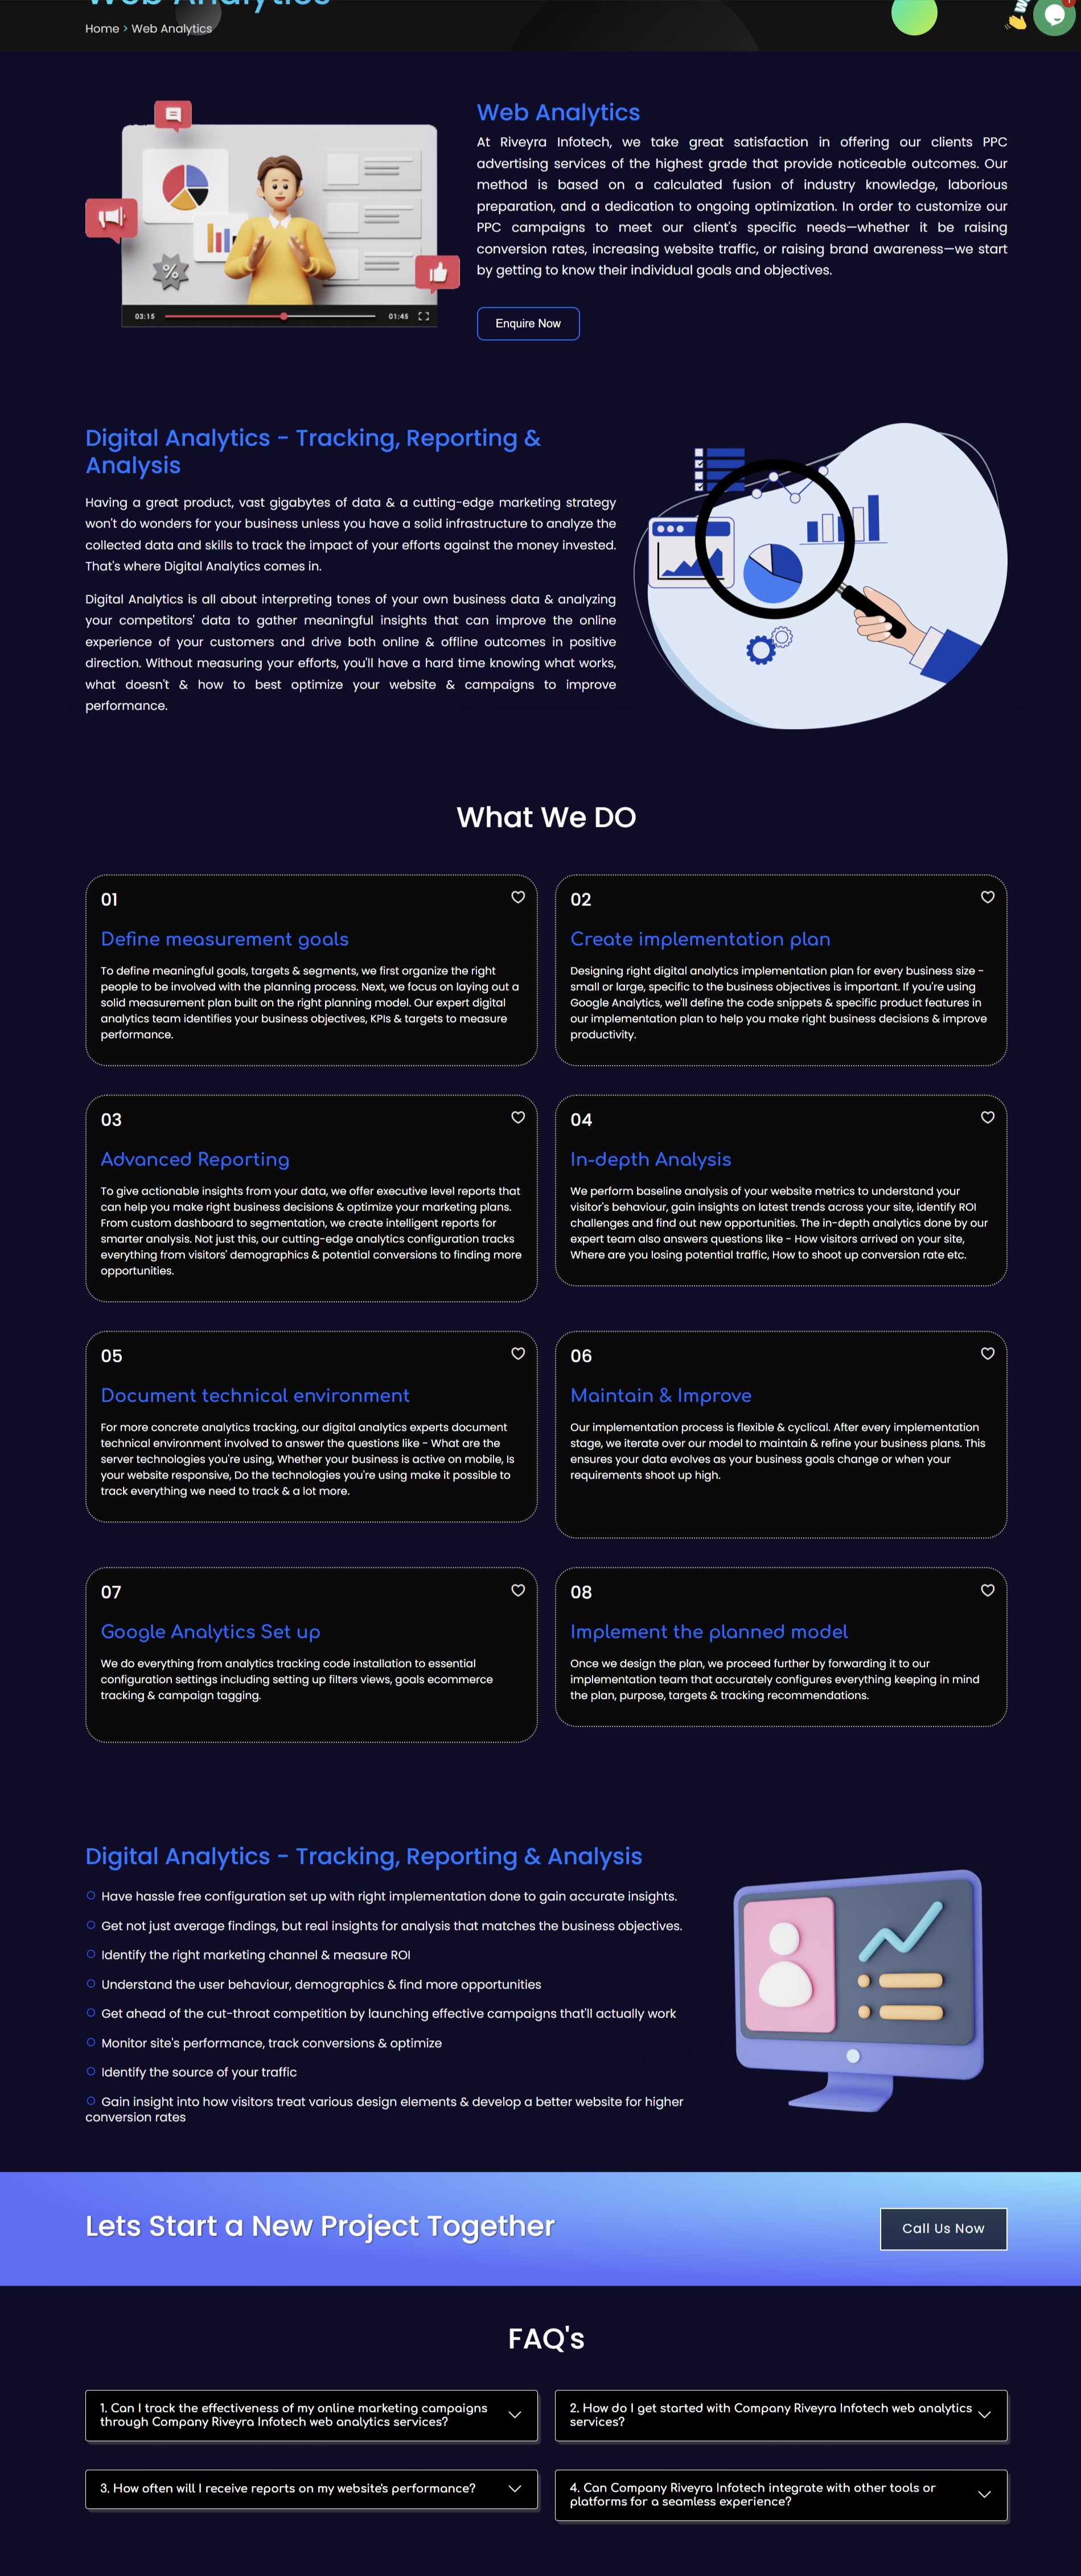 Web Analytics
Home > Web Analytics
Web Analytics
At Riveyra Infotech, we take great satisfaction in offering our clients PPC
advertising services of the highest grade that provide noticeable outcomes. Our
method is based on a calculated fusion of industry knowledge, laborious
preparation, and a dedication to ongoing optimization. In order to customize our
PPC campaigns to meet our client's specific needs—whether it be raising
conversion rates, increasing website traffic, or raising brand awareness—we start
by getting to know their individual goals and objectives.
%
03:15
01:45
Enquire Now
Digital Analytics - Tracking, Reporting &
Analysis
Having a great product, vast gigabytes of data & a cutting-edge marketing strategy
won't do wonders for your business unless you have a solid infrastructure to analyze the
collected data and skills to track the impact of your efforts against the money invested.
That's where Digital Analytics comes in.
Digital Analytics is all about interpreting tones of your own business data & analyzing
your competitors' data to gather meaningful insights that can improve the online
experience of your customers and drive both online & offline outcomes in positive
direction. Without measuring your efforts, you'll have a hard time knowing what works,
what doesn't & how to best optimize your website & campaigns to improve
performance.
What We DO
01
Define measurement goals
To define meaningful goals, targets & segments, we first organize the right
people to be involved with the planning process. Next, we focus on laying out a
solid measurement plan built on the right planning model. Our expert digital
analytics team identifies your business objectives, KPIs & targets to measure
performance.
02
Create implementation plan
Designing right digital analytics implementation plan for every business size -
small or large, specific to the business objectives is important. If you're using
Google Analytics, we'll define the code snippets & specific product features in
our implementation plan to help you make right business decisions & improve
productivity.
03
Advanced Reporting
To give actionable insights from your data, we offer executive level reports that
can help you make right business decisions & optimize your marketing plans.
From custom dashboard to segmentation, we create intelligent reports for
smarter analysis. Not just this, our cutting-edge analytics configuration tracks
everything from visitors' demographics & potential conversions to finding more
opportunities.
04
In-depth Analysis
We perform baseline analysis of your website metrics to understand your
visitor's behaviour, gain insights on latest trends across your site, identify ROI
challenges and find out new opportunities. The in-depth analytics done by our
expert team also answers questions like - How visitors arrived on your site,
Where are you losing potential traffic, How to shoot up conversion rate etc.
05
Document technical environment
For more concrete analytics tracking, our digital analytics experts document
technical environment involved to answer the questions like - What are the
server technologies you're using, Whether your business is active on mobile, Is
your website responsive, Do the technologies you're using make it possible to
track everything we need to track & a lot more.
06
Maintain & Improve
Our implementation process is flexible & cyclical. After every implementation
stage, we iterate over our model to maintain & refine your business plans. This
ensures your data evolves as your business goals change or when your
requirements shoot up high.
07
Google Analytics Set up
We do everything from analytics tracking code installation to essential
configuration settings including setting up filters views, goals ecommerce
tracking & campaign tagging.
08
Implement the planned model
Once we design the plan, we proceed further by forwarding it to our
implementation team that accurately configures everything keeping in mind
the plan, purpose, targets & tracking recommendations.
Digital Analytics - Tracking, Reporting & Analysis
Have hassle free configuration set up with right implementation done to gain accurate insights.
Get not just average findings, but real insights for analysis that matches the business objectives.
Identify the right marketing channel & measure ROI
Understand the user behaviour, demographics & find more opportunities
Get ahead of the cut-throat competition by launching effective campaigns that'll actually work
Monitor site's performance, track conversions & optimize
Identify the source of your traffic
Gain insight into how visitors treat various design elements & develop a better website for higher
conversion rates
Lets Start a New Project Together
Call Us Now
FAQ's
1. Can I track the effectiveness of my online marketing campaigns
through Company Riveyra Infotech web analytics services?
2. How do I get started with Company Riveyra Infotech web analytics
services?
3. How often will I receive reports on my website's performance?
4. Can Company Riveyra Infotech integrate with other tools or
platforms for a seamless experience?